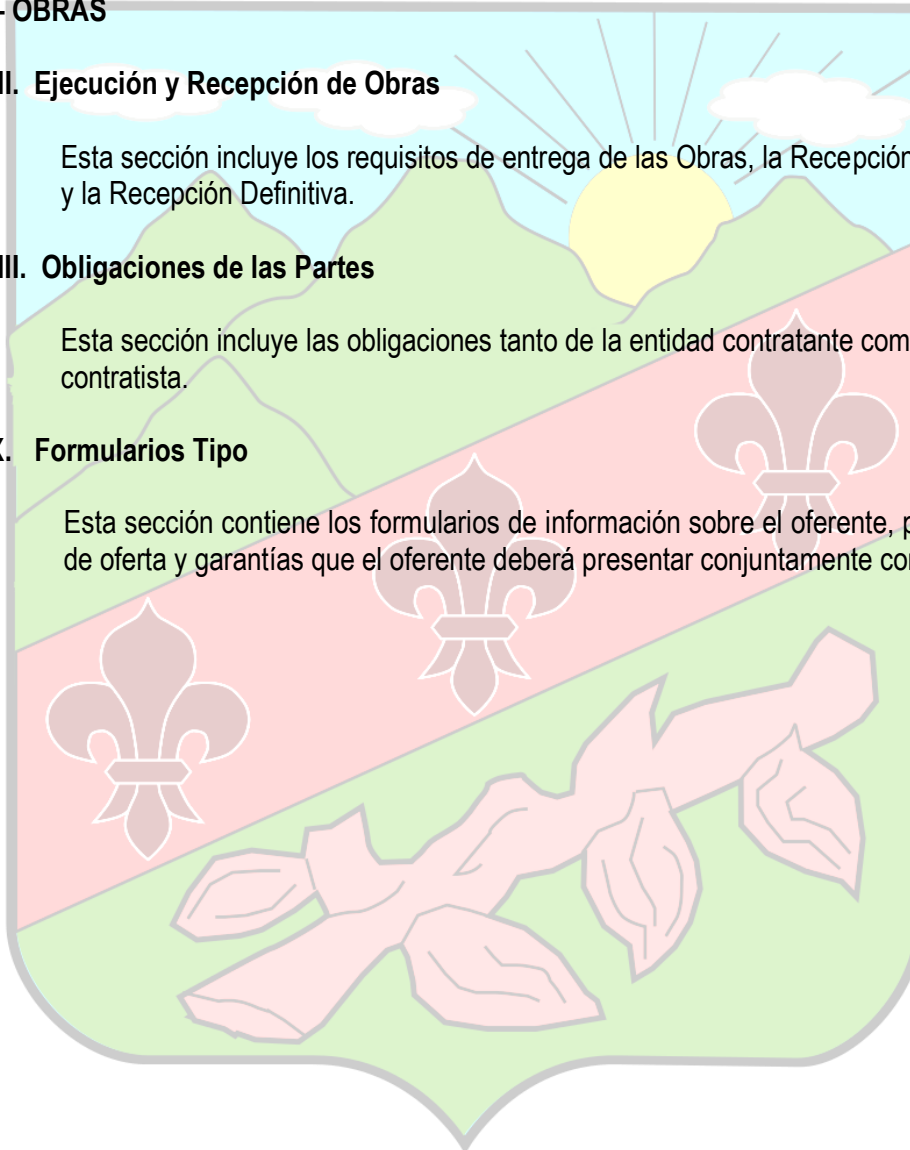 - OBRAS
II. Ejecución y Recepción de Obras
Esta sección incluye los requisitos de entrega de las Obras, la Recepción
y la Recepción Definitiva.
III. Obligaciones de las Partes
Esta sección incluye las obligaciones tanto de la entidad contratante com
contratista.
X. Formularios Tipo
Esta sección contiene los formularios de información sobre el oferente, p
de oferta y garantías que el oferente deberá presentar conjuntamente con